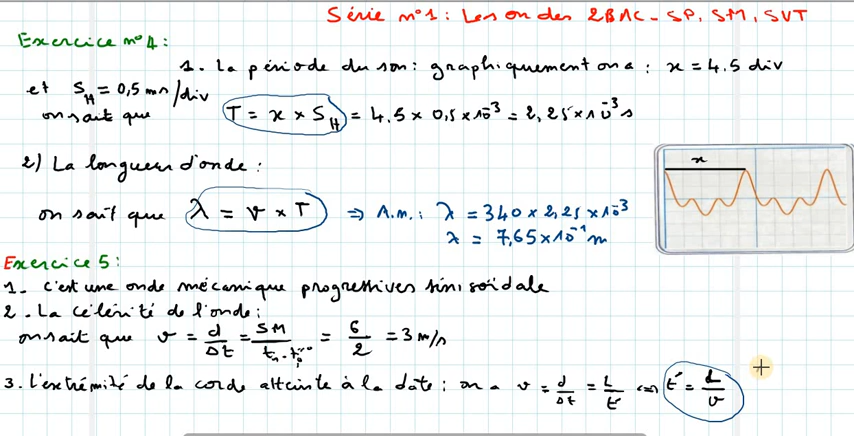 Série n°1 : Les ondes 2BAC - SP, SM, SVT
Exercice n°4 :
1. La période du son : graphiquement on a : x = 4.5 div
et S_H = 0,5 ms/div
on sait que T = x × S_H = 4.5 × 0,5×10⁻³ = 2,25×10⁻³ s
2) La longueur d'onde :
x
on sait que λ = v × T ⇒ A.N. : λ = 340 × 2,25×10⁻³
λ = 7,65×10⁻¹ m
Exercice 5 :
1. c'est une onde mécanique progressives sinisoïdale
2. La célérité de l'onde :
on sait que v = d/Δt = SM/(t₁ - t₀) = 6/2 = 3 m/s
3. L'extrémité de la corde atteinte à la date : on a v = d/Δt = L/t' ⇔ t' = L/v